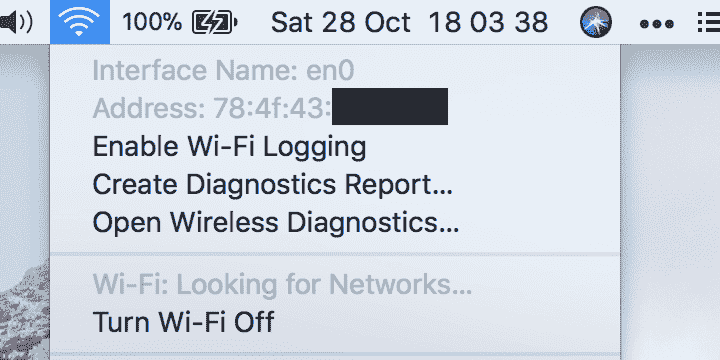 100% Sat 28 Oct 18 03 38
Interface Name: en0
Address: 78:4f:43:
Enable Wi-Fi Logging
Create Diagnostics Report...
Open Wireless Diagnostics...
Wi-Fi: Looking for Networks...
Turn Wi-Fi Off